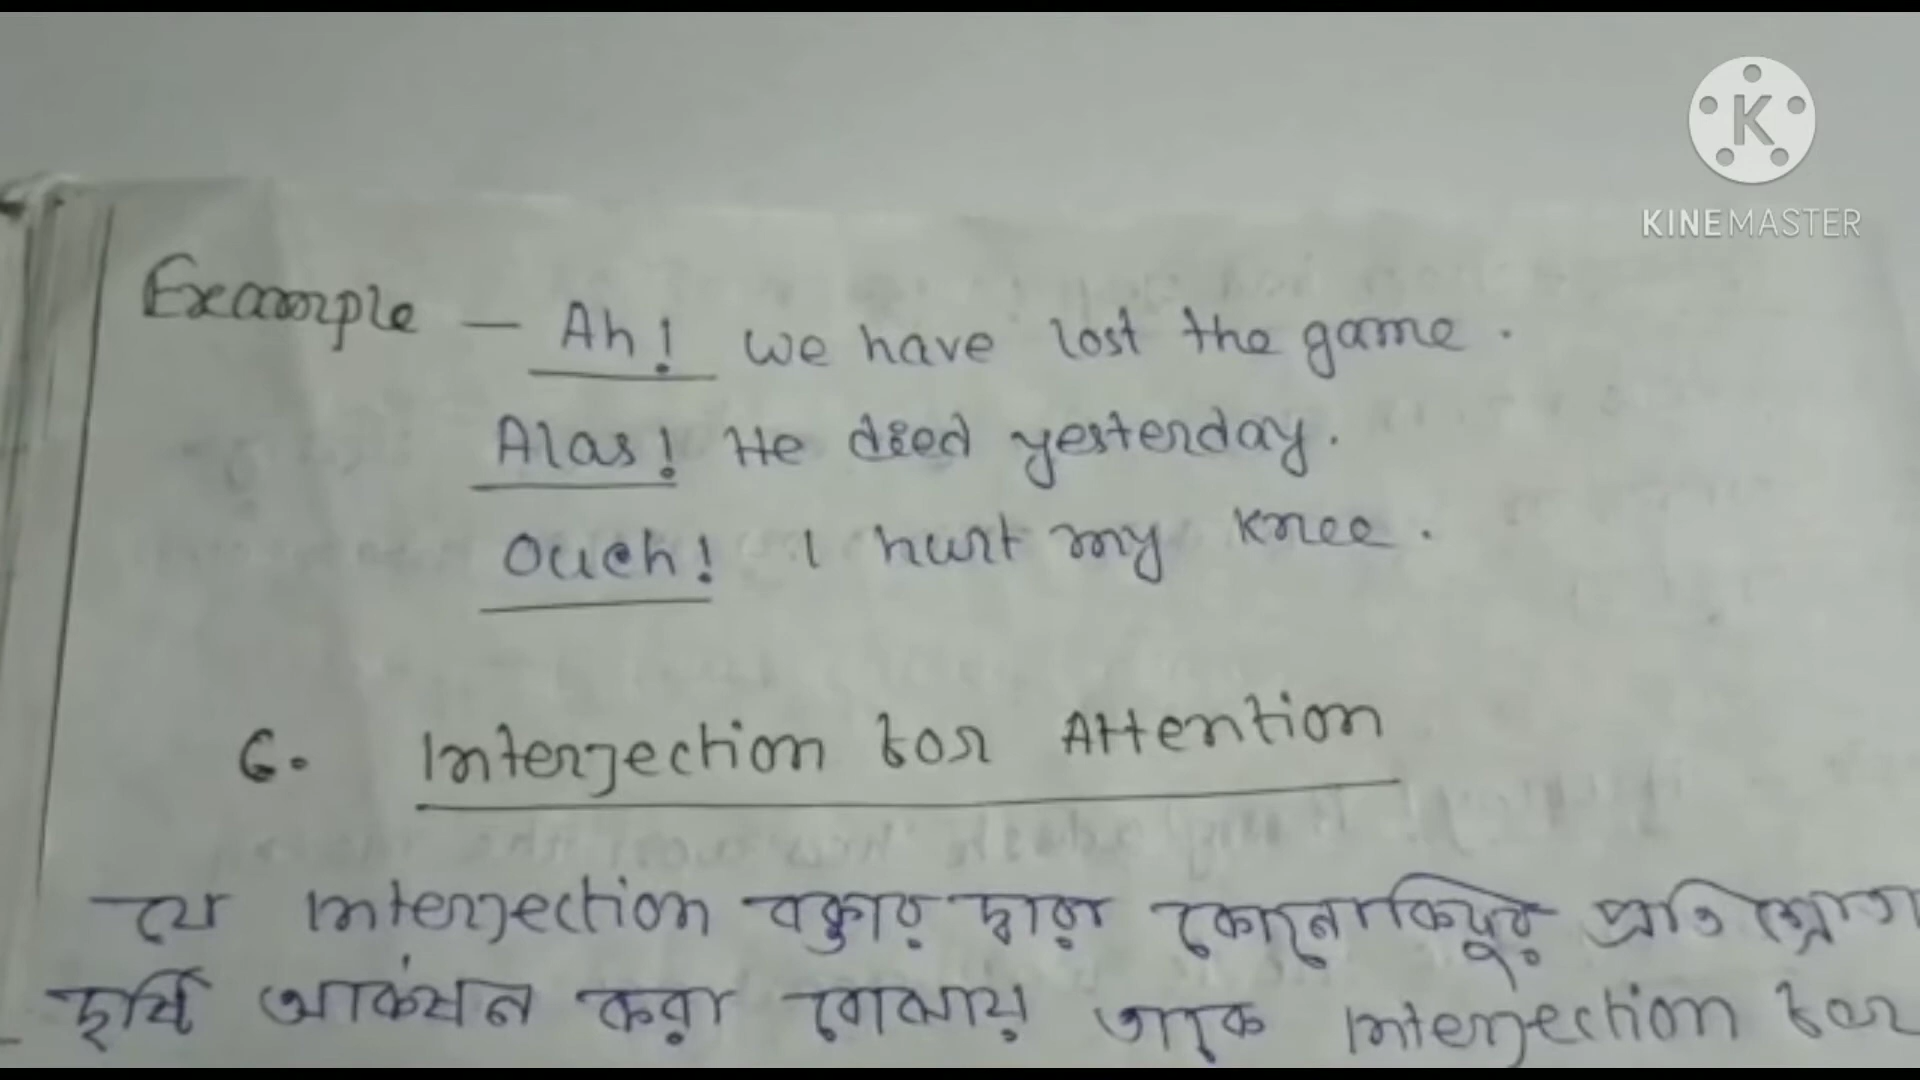 KINEMASTER
Example — Ah! we have lost the game.
Alas! He died yesterday.
Ouch! I hurt my knee.
6. Interjection for Attention
যে Interjection বক্তার দ্বারা কোনোকিছুর প্রতি শ্রোতা
দৃষ্টি আকর্ষন করা বোঝায় তাকে Interjection for